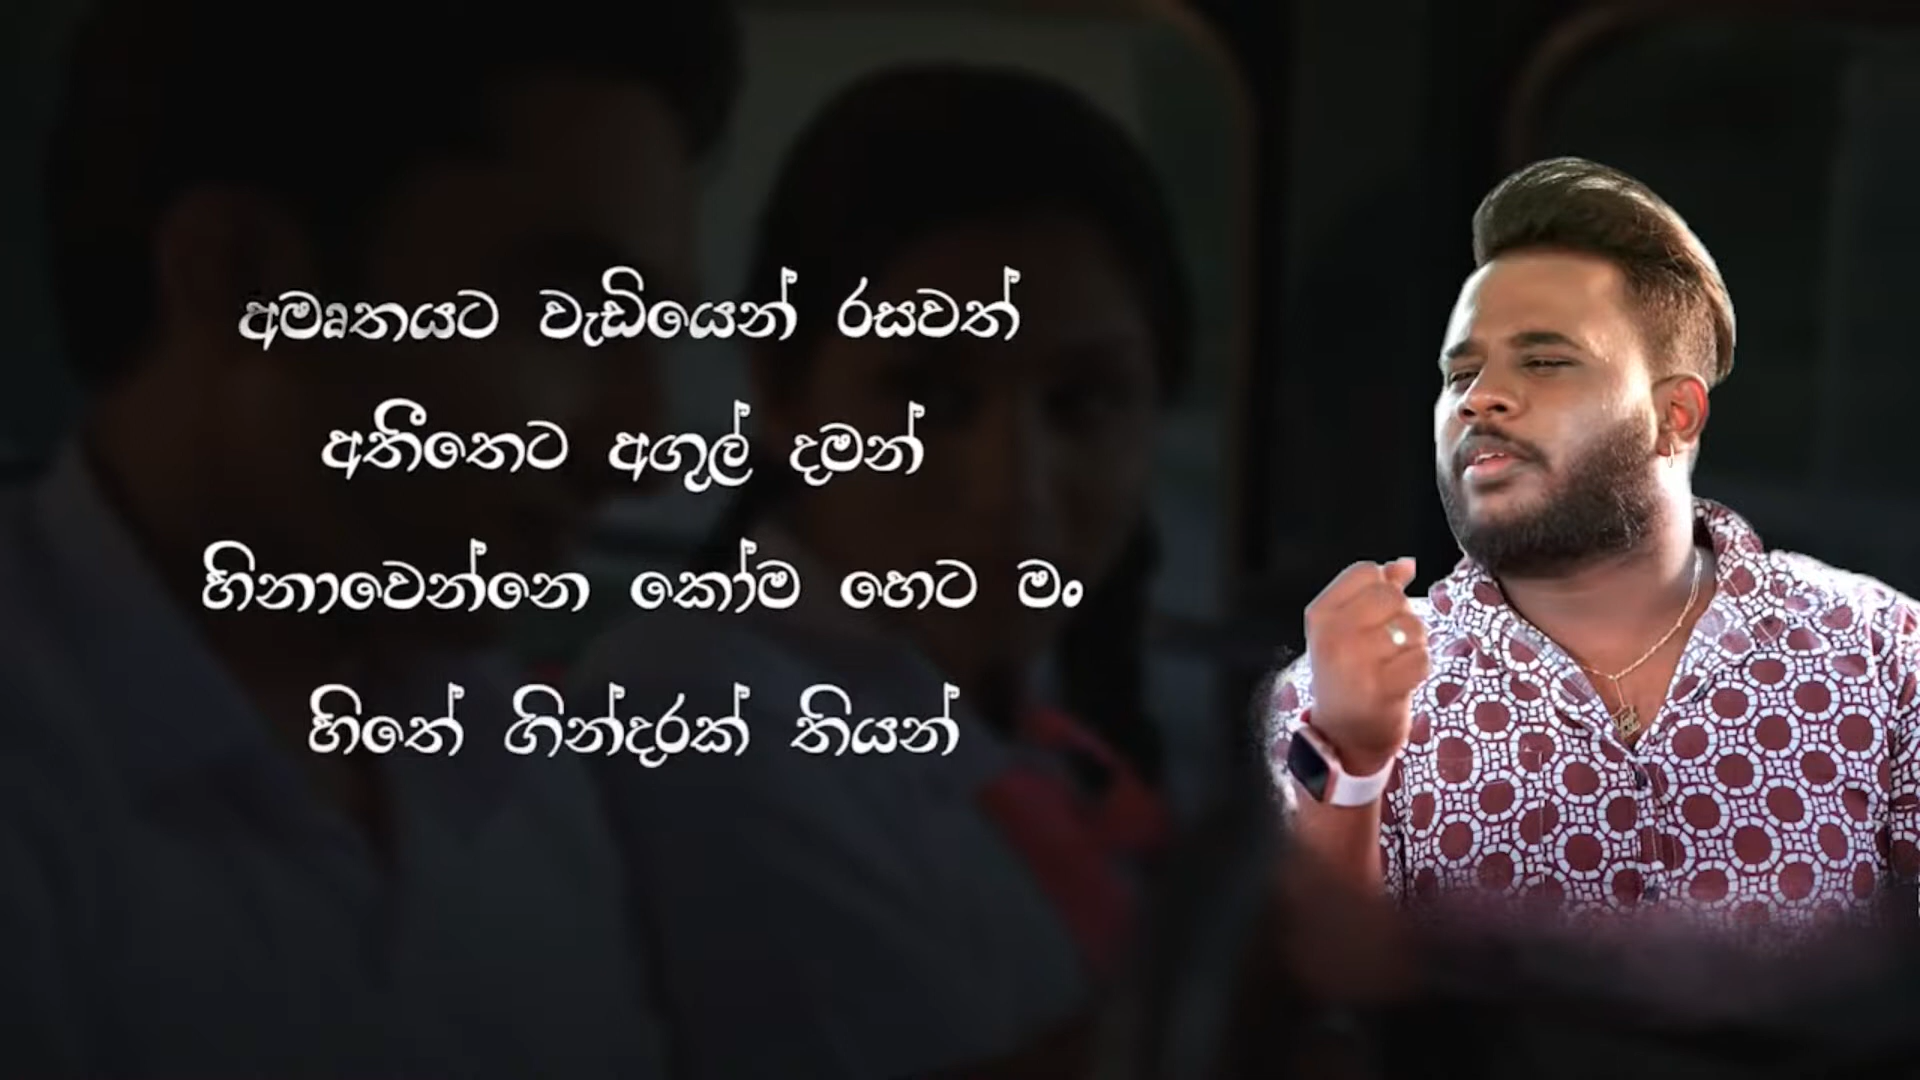 අමෘතයට වැඩියෙන් රසවත්
අතීතෙට අගුල් දමන්
හිනාවෙන්නෙ කෝම හෙට මං
හිතේ ගින්දරක් තියන්